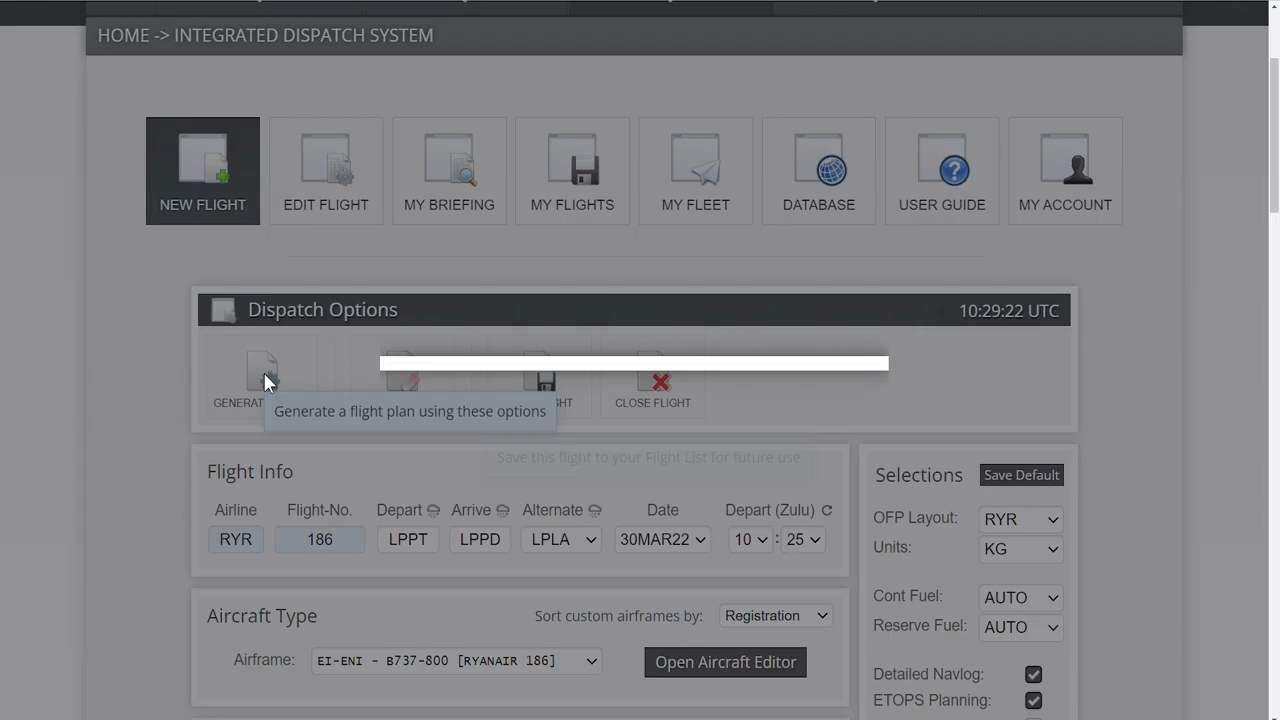 HOME -> INTEGRATED DISPATCH SYSTEM
NEW FLIGHT
EDIT FLIGHT
MY BRIEFING
MY FLIGHTS
MY FLEET
DATABASE
USER GUIDE
MY ACCOUNT
Dispatch Options
10:29:22 UTC
CLOSE FLIGHT
Generate a flight plan using these options
Save this flight to your Flight List for future use
Flight Info
Airline Flight-No. Depart Arrive Alternate Date Depart (Zulu)
RYR 186 LPPT LPPD LPLA 30MAR22 10 : 25
Aircraft Type
Sort custom airframes by: Registration
Airframe: EI-ENI - B737-800 [RYANAIR 186]
Open Aircraft Editor
Selections Save Default
OFP Layout: RYR
Units: KG
Cont Fuel: AUTO
Reserve Fuel: AUTO
Detailed Navlog:
ETOPS Planning: